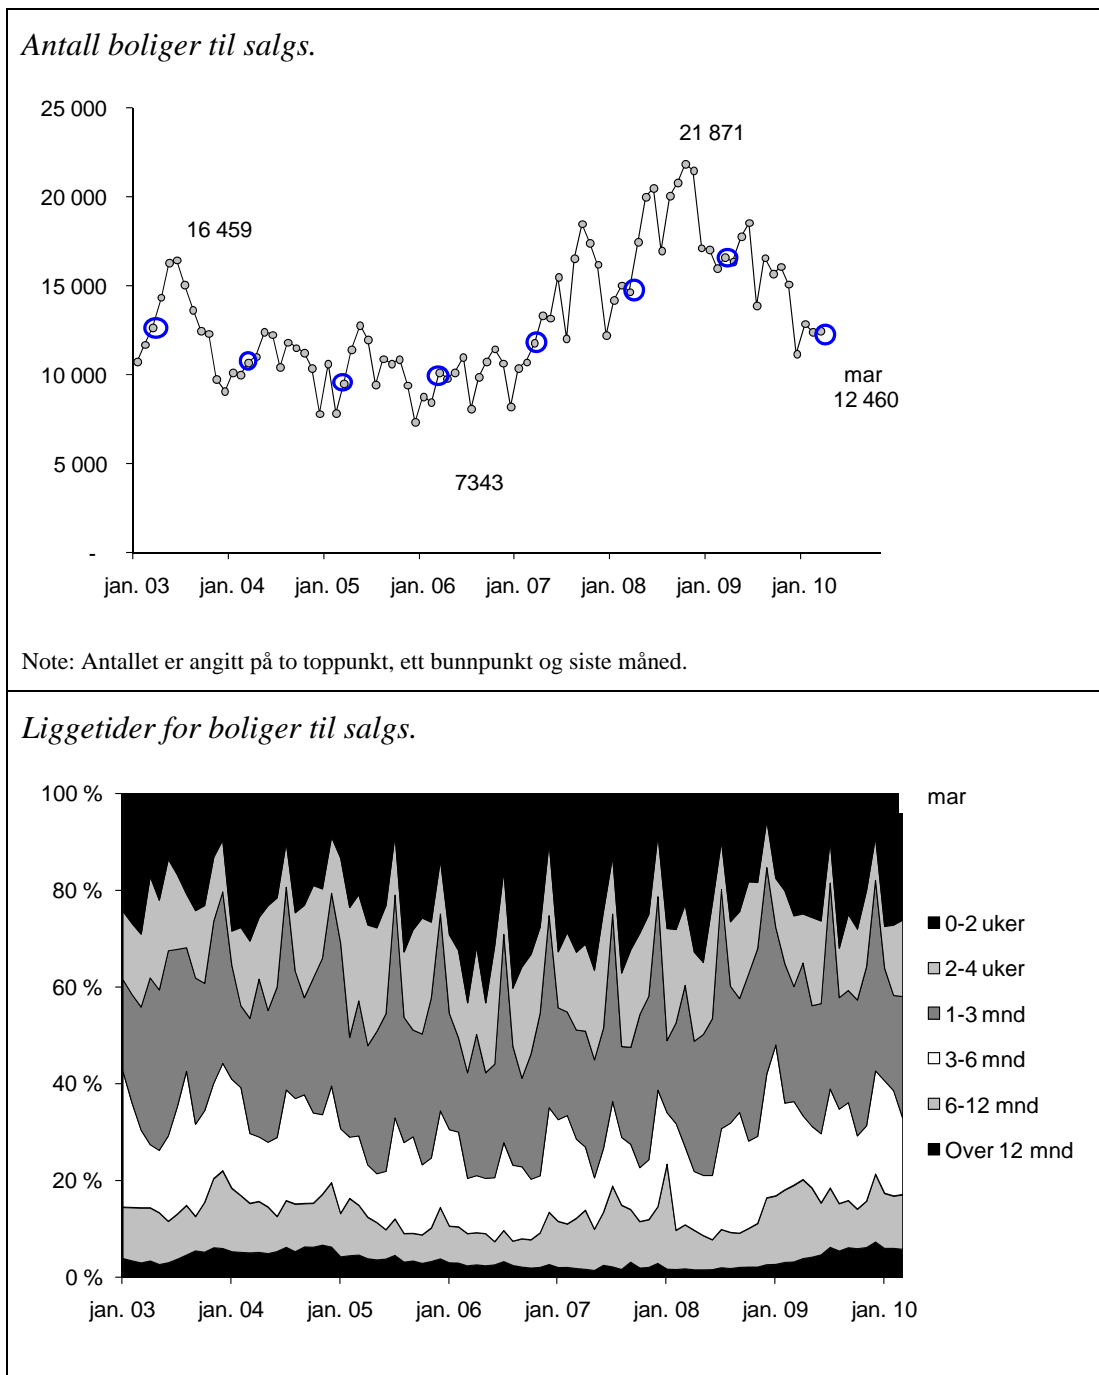 Antall boliger til salgs.
25 000
20 000
15 000
10 000
5 000
-
21 871
16 459
mar
12 460
7343
jan. 03 jan. 04 jan. 05 jan. 06 jan. 07 jan. 08 jan. 09 jan. 10
Note: Antallet er angitt på to toppunkt, ett bunnpunkt og siste måned.
Liggetider for boliger til salgs.
100 %
80 %
60 %
40 %
20 %
0 %
mar
0-2 uker
2-4 uker
1-3 mnd
3-6 mnd
6-12 mnd
Over 12 mnd
jan. 03 jan. 04 jan. 05 jan. 06 jan. 07 jan. 08 jan. 09 jan. 10